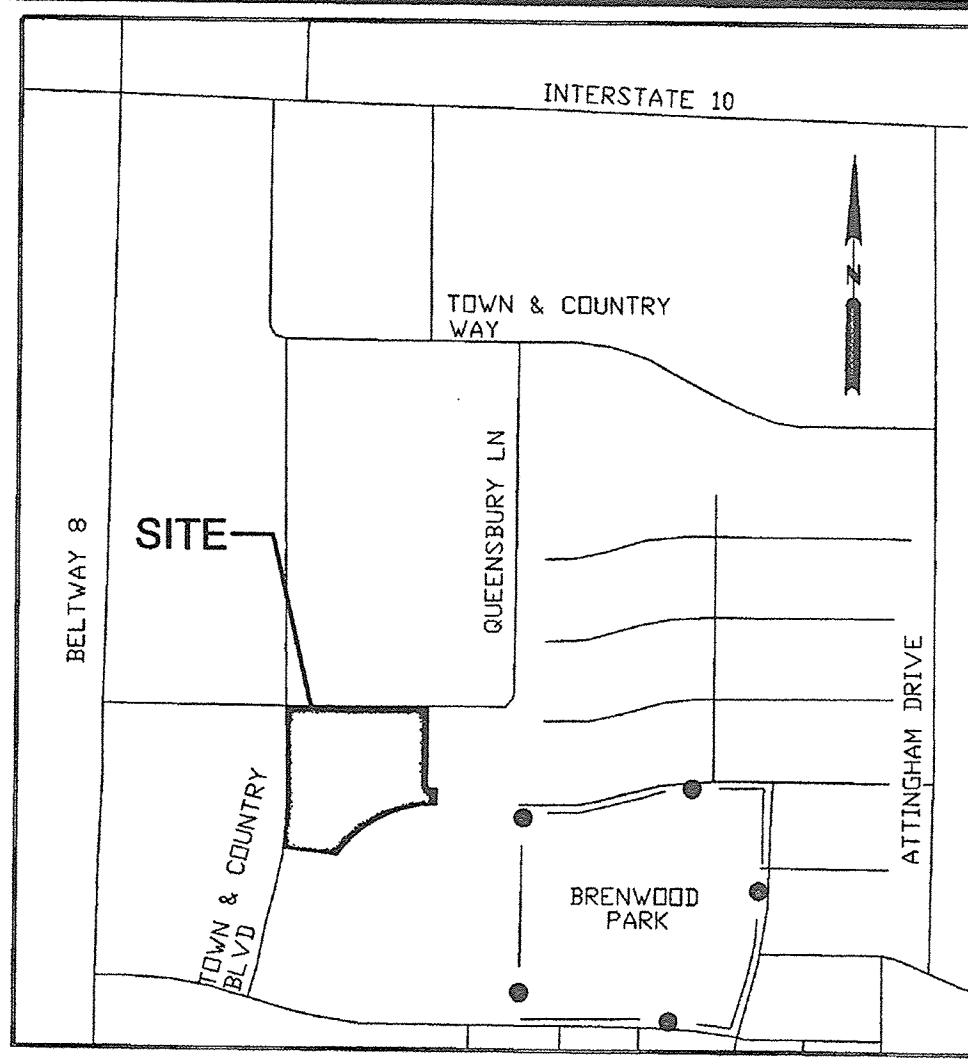 INTERSTATE 10
N
TOWN & COUNTRY
WAY
QUEENSBURY LN
SITE
BELTWAY 8
ATTINGHAM DRIVE
TOWN & COUNTRY
BLVD
BRENWOOD
PARK